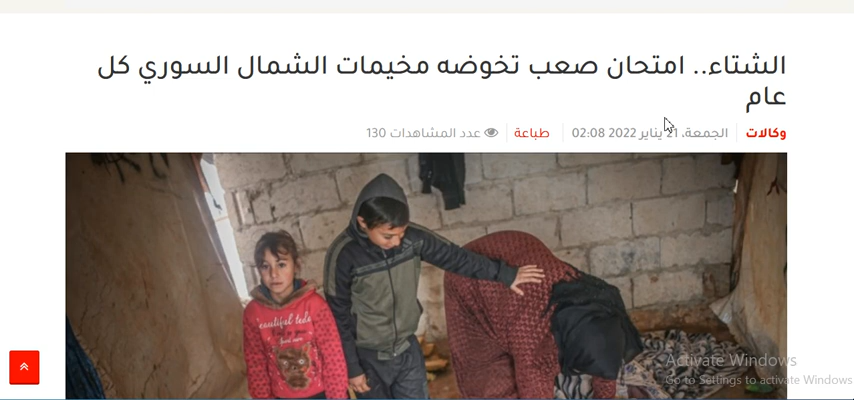 الشتاء.. امتحان صعب تخوضه مخيمات الشمال السوري كل
عام
وكالات الجمعة، 21 يناير 2022 02:08 طباعة عدد المشاهدات 130
beautiful
Activate Windows
Go to Settings to activate Windows